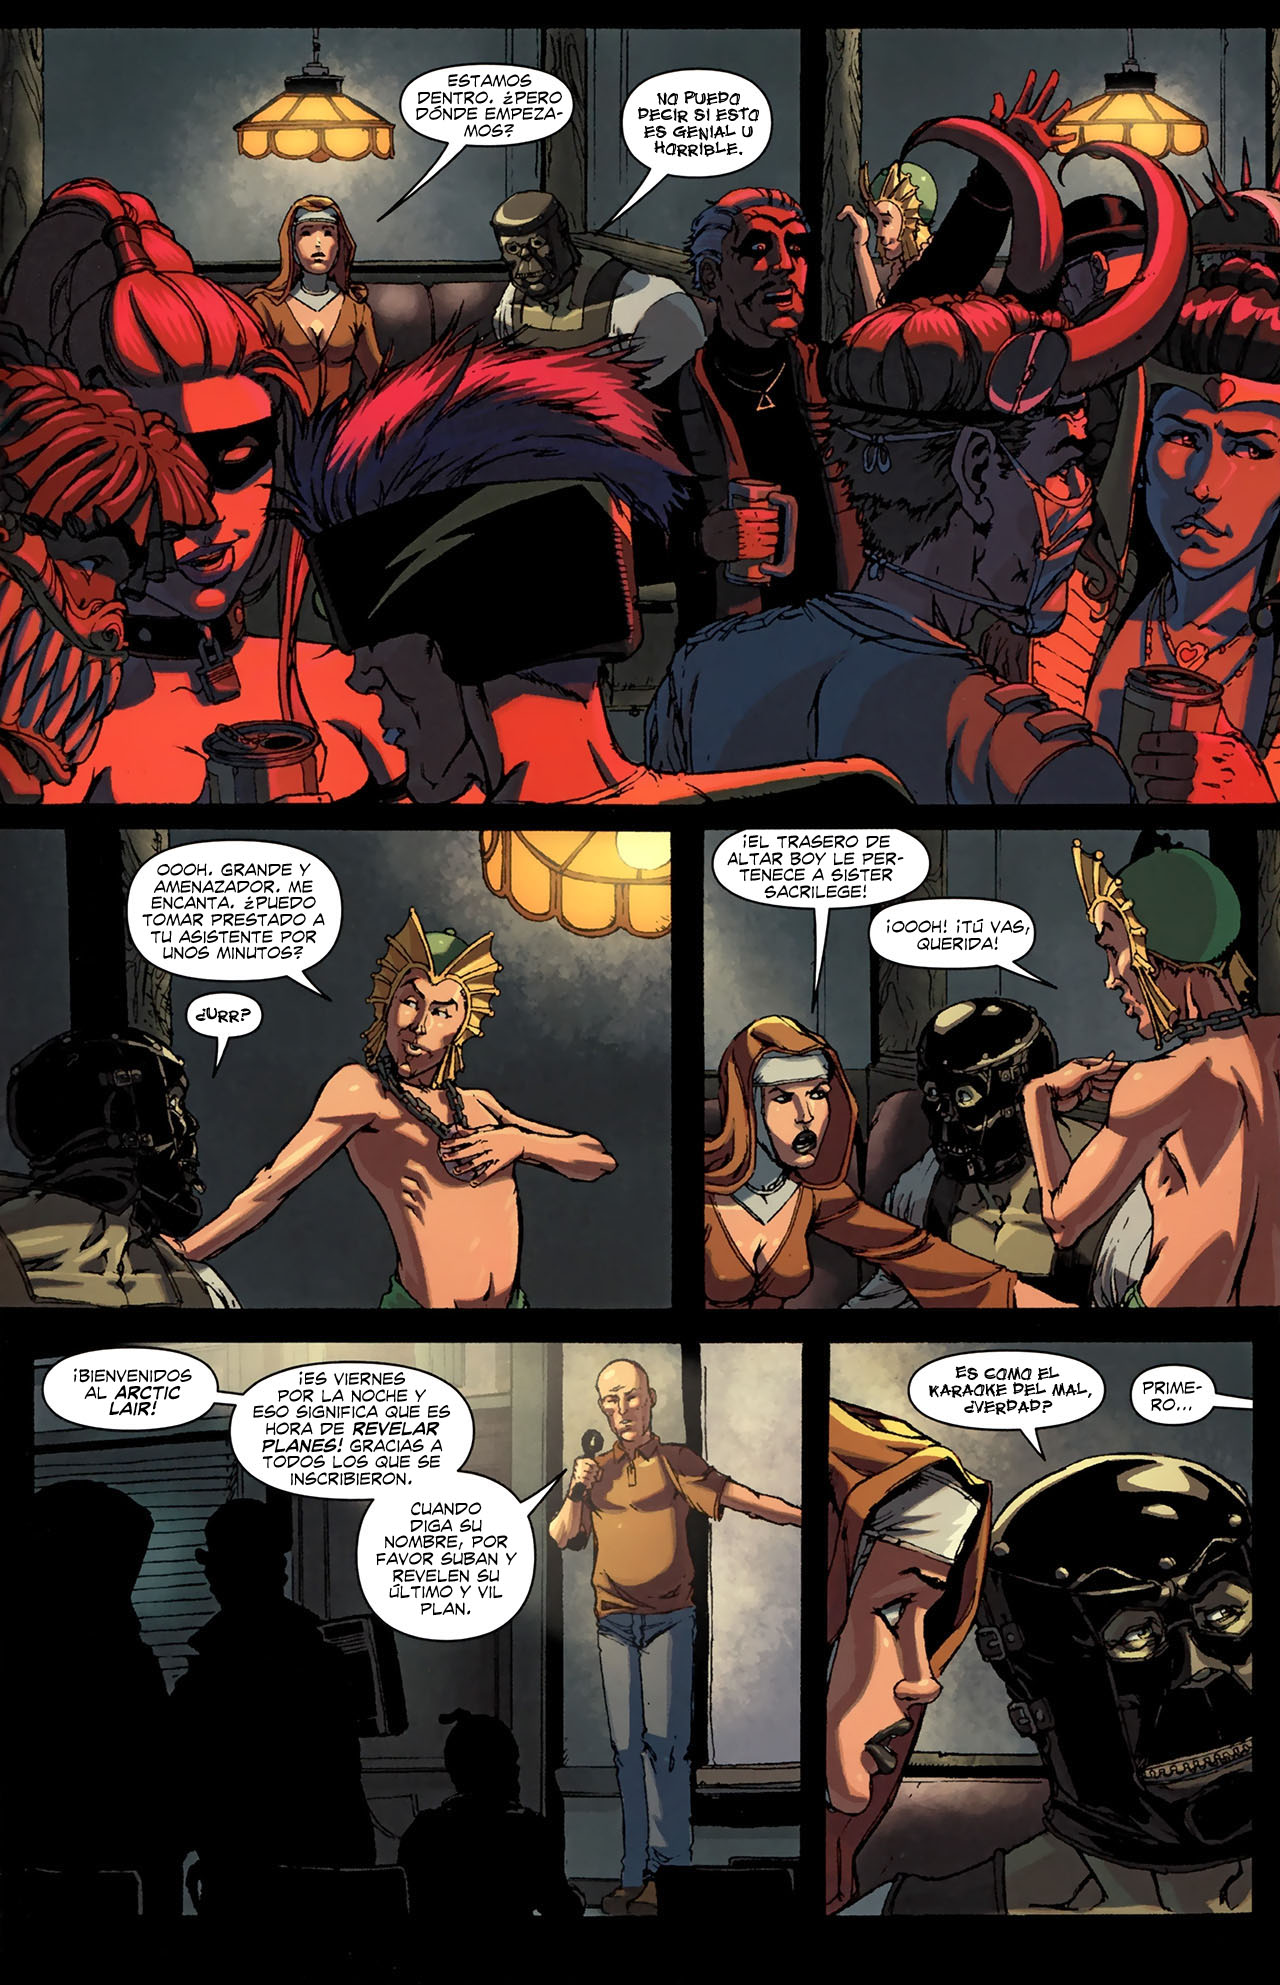 ESTAMOS
DENTRO. ¿PERO
DÓNDE EMPEZA-
MOS?
NO PUEDO
DECIR SI ESTO
ES GENIAL U
HORRIBLE.
OOOH. GRANDE Y
AMENAZADOR. ME
ENCANTA. ¿PUEDO
TOMAR PRESTADO A
TU ASISTENTE POR
UNOS MINUTOS?
¿URR?
¡EL TRASERO DE
ALTAR BOY LE PER-
TENECE A SISTER
SACRILEGE!
¡OOOH! ¡TÚ VAS,
QUERIDA!
¡BIENVENIDOS
AL ARCTIC
LAIR!
¡ES VIERNES
POR LA NOCHE Y
ESO SIGNIFICA QUE ES
HORA DE REVELAR
PLANES! GRACIAS A
TODOS LOS QUE SE
INSCRIBIERON.
CUANDO
DIGA SU
NOMBRE, POR
FAVOR SUBAN Y
REVELEN SU
ÚLTIMO Y VIL
PLAN.
ES COMO EL
KARAOKE DEL MAL,
¿VERDAD?
PRIME-
RO...